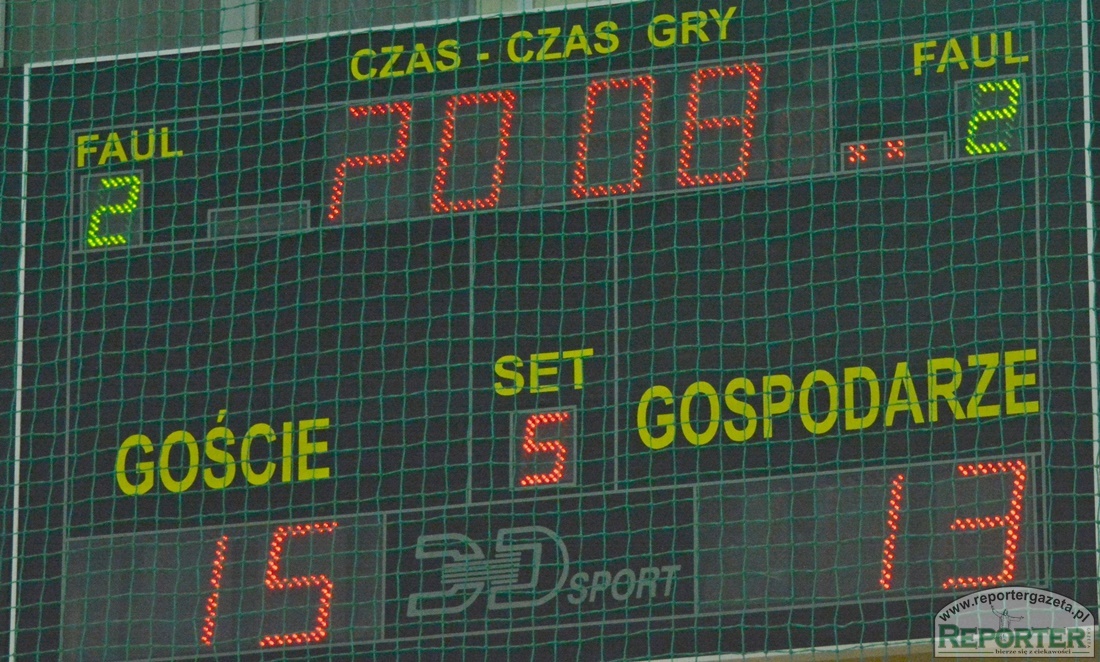 CZAS - CZAS GRY
FAUL
FAUL
2
20 08
2
SET
GOŚCIE
5
GOSPODARZE
15
3D SPORT
13
www.reportergazeta.pl
REPORTER
bierze się z ciekawości